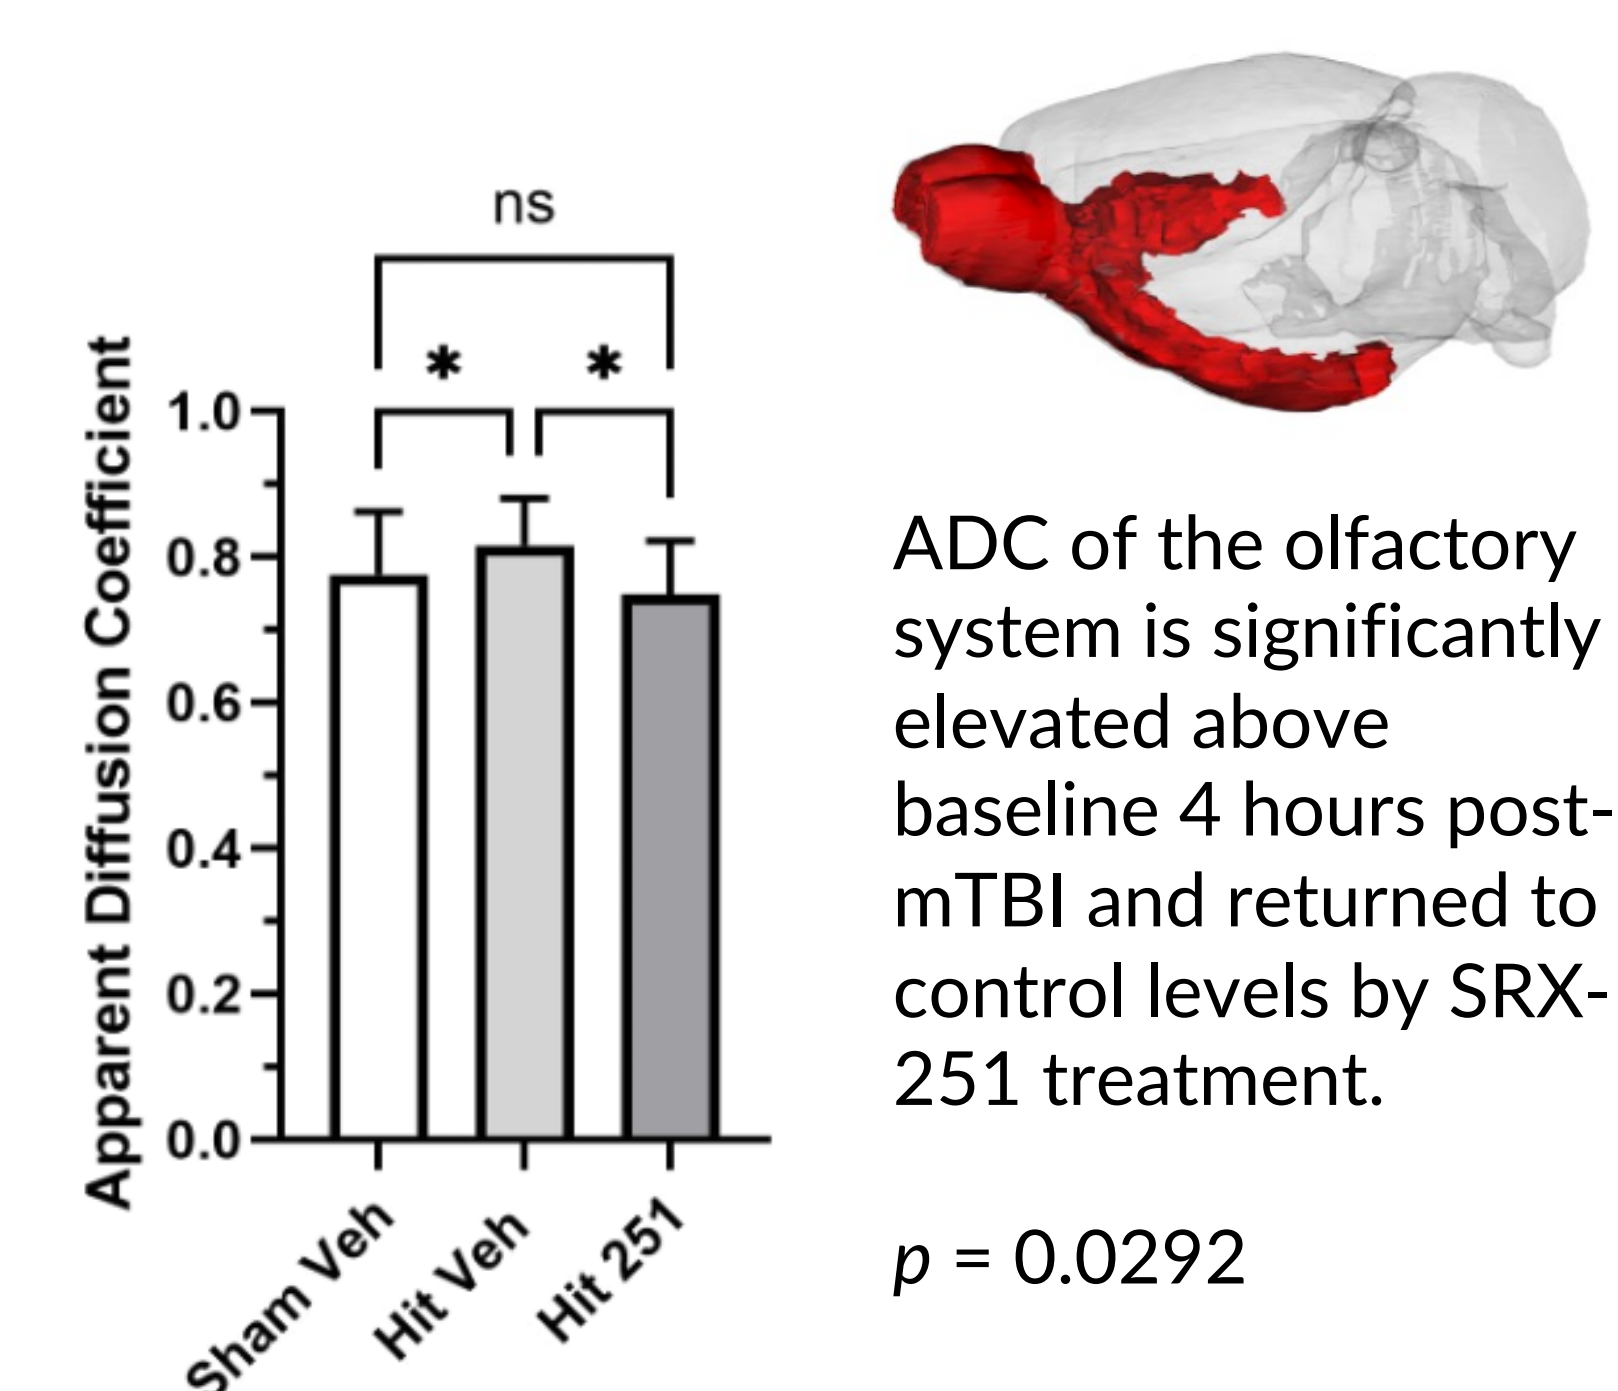 ns
* *
Apparent Diffusion Coefficient
1.0
0.8
0.6
0.4
0.2
0.0
Sham Veh
Hit Veh
Hit 251
ADC of the olfactory
system is significantly
elevated above
baseline 4 hours post-
mTBI and returned to
control levels by SRX-
251 treatment.
p = 0.0292